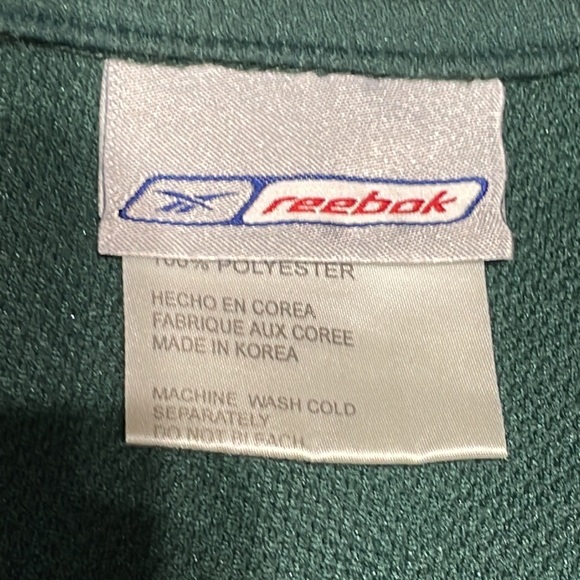 reebok
100% POLYESTER
HECHO EN COREA
FABRIQUE AUX COREE
MADE IN KOREA
MACHINE WASH COLD
SEPARATELY
DO NOT BLEACH